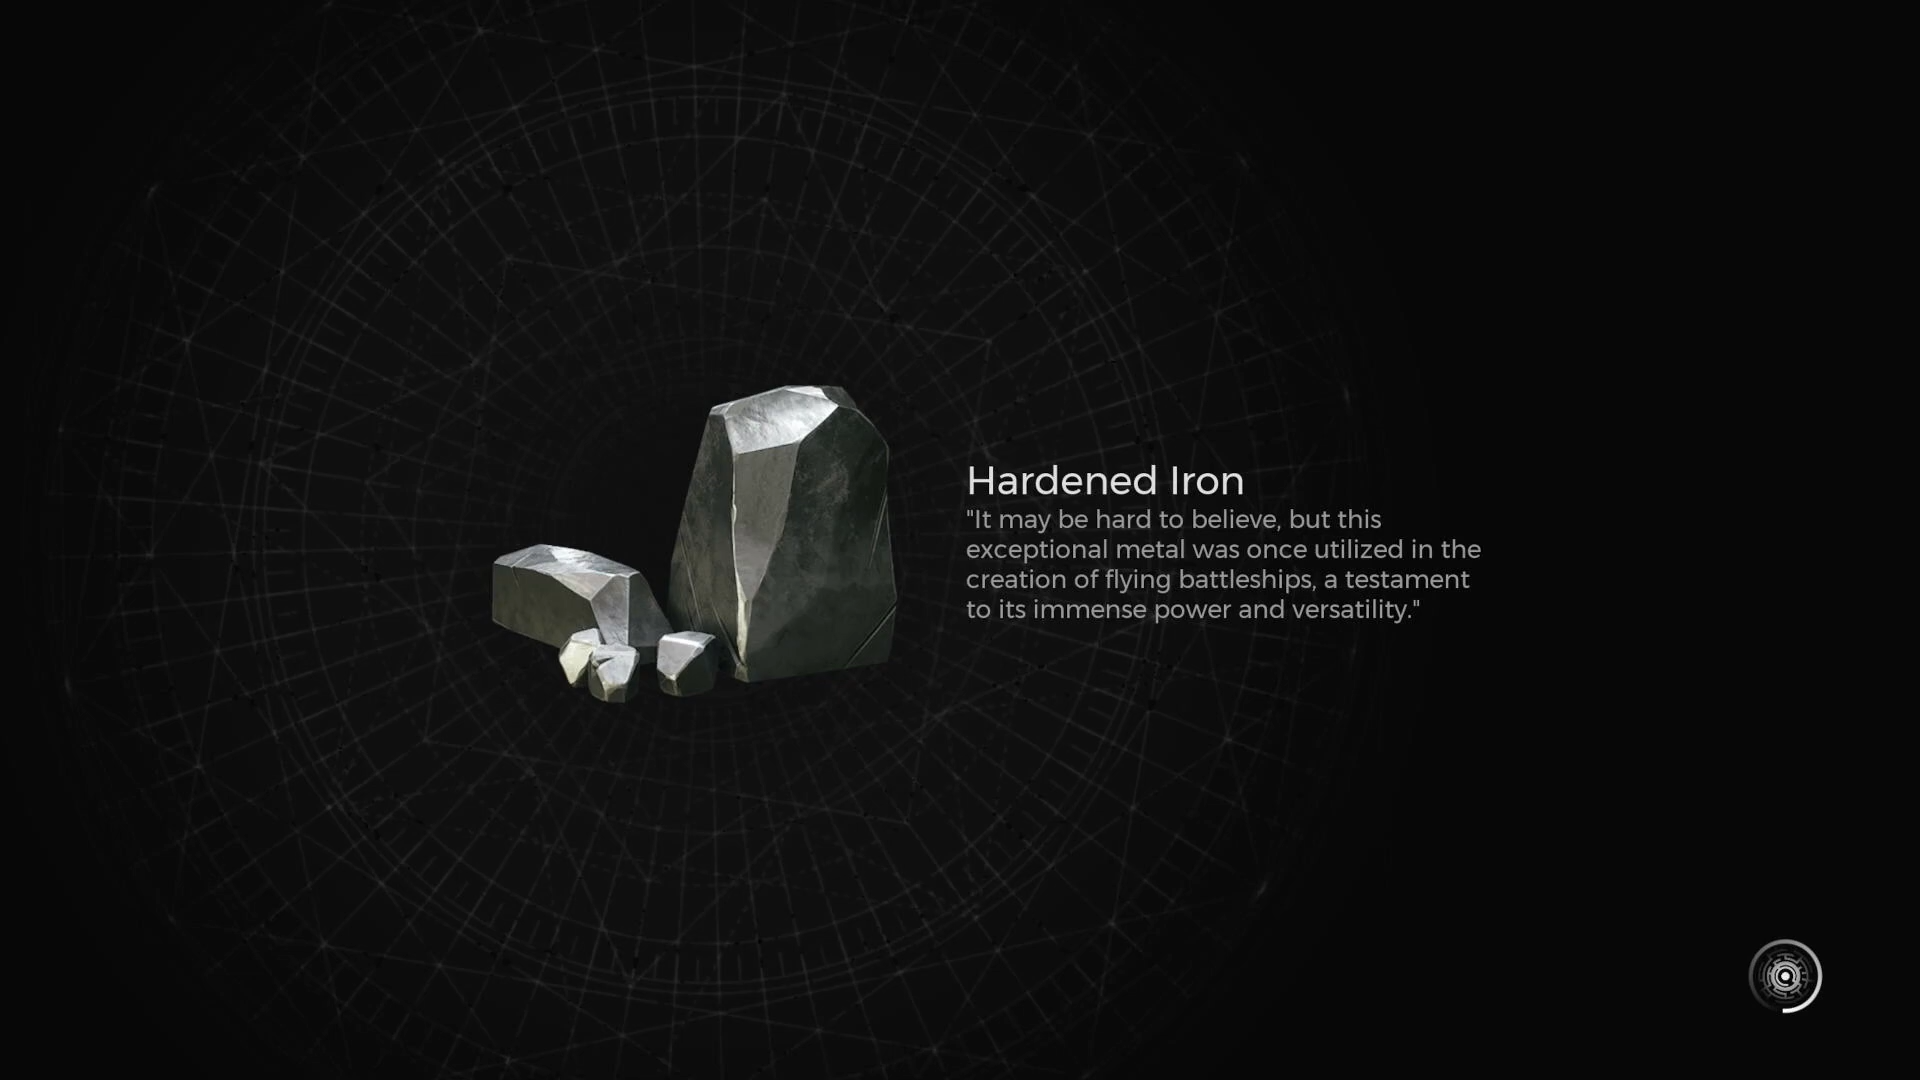 Hardened Iron
"It may be hard to believe, but this
exceptional metal was once utilized in the
creation of flying battleships, a testament
to its immense power and versatility."